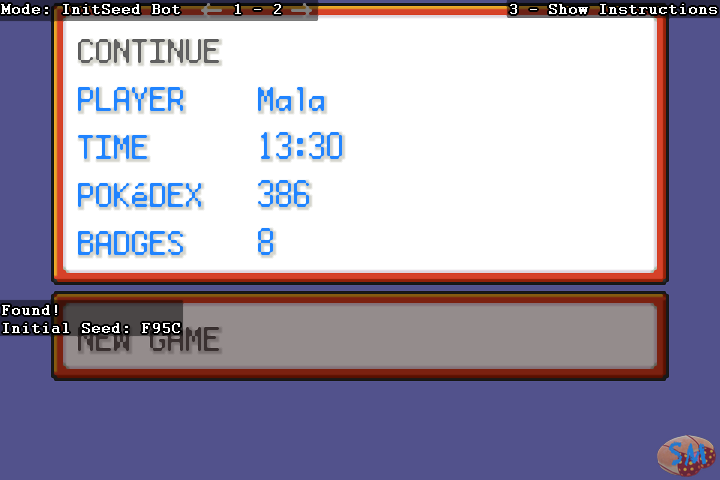 Mode: InitSeed Bot ← 1 - 2 → 3 - Show Instructions
CONTINUE
PLAYER Mala
TIME 13:30
POKéDEX 386
BADGES 8
Found!
Initial Seed: F95C
NEW GAME
SM